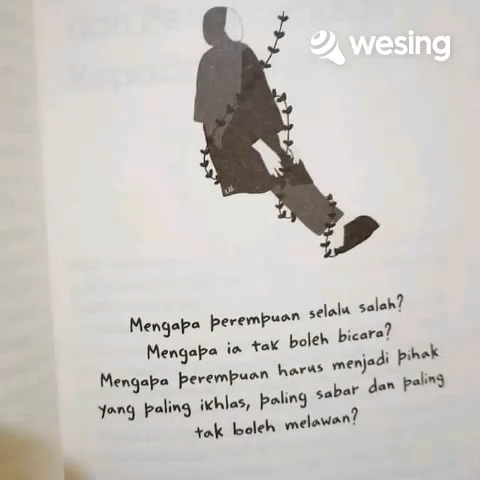 wesing
Mengapa perempuan selalu salah?
Mengapa ia tak boleh bicara?
Mengapa perempuan harus menjadi pihak
yang paling ikhlas, paling sabar dan paling
tak boleh melawan?